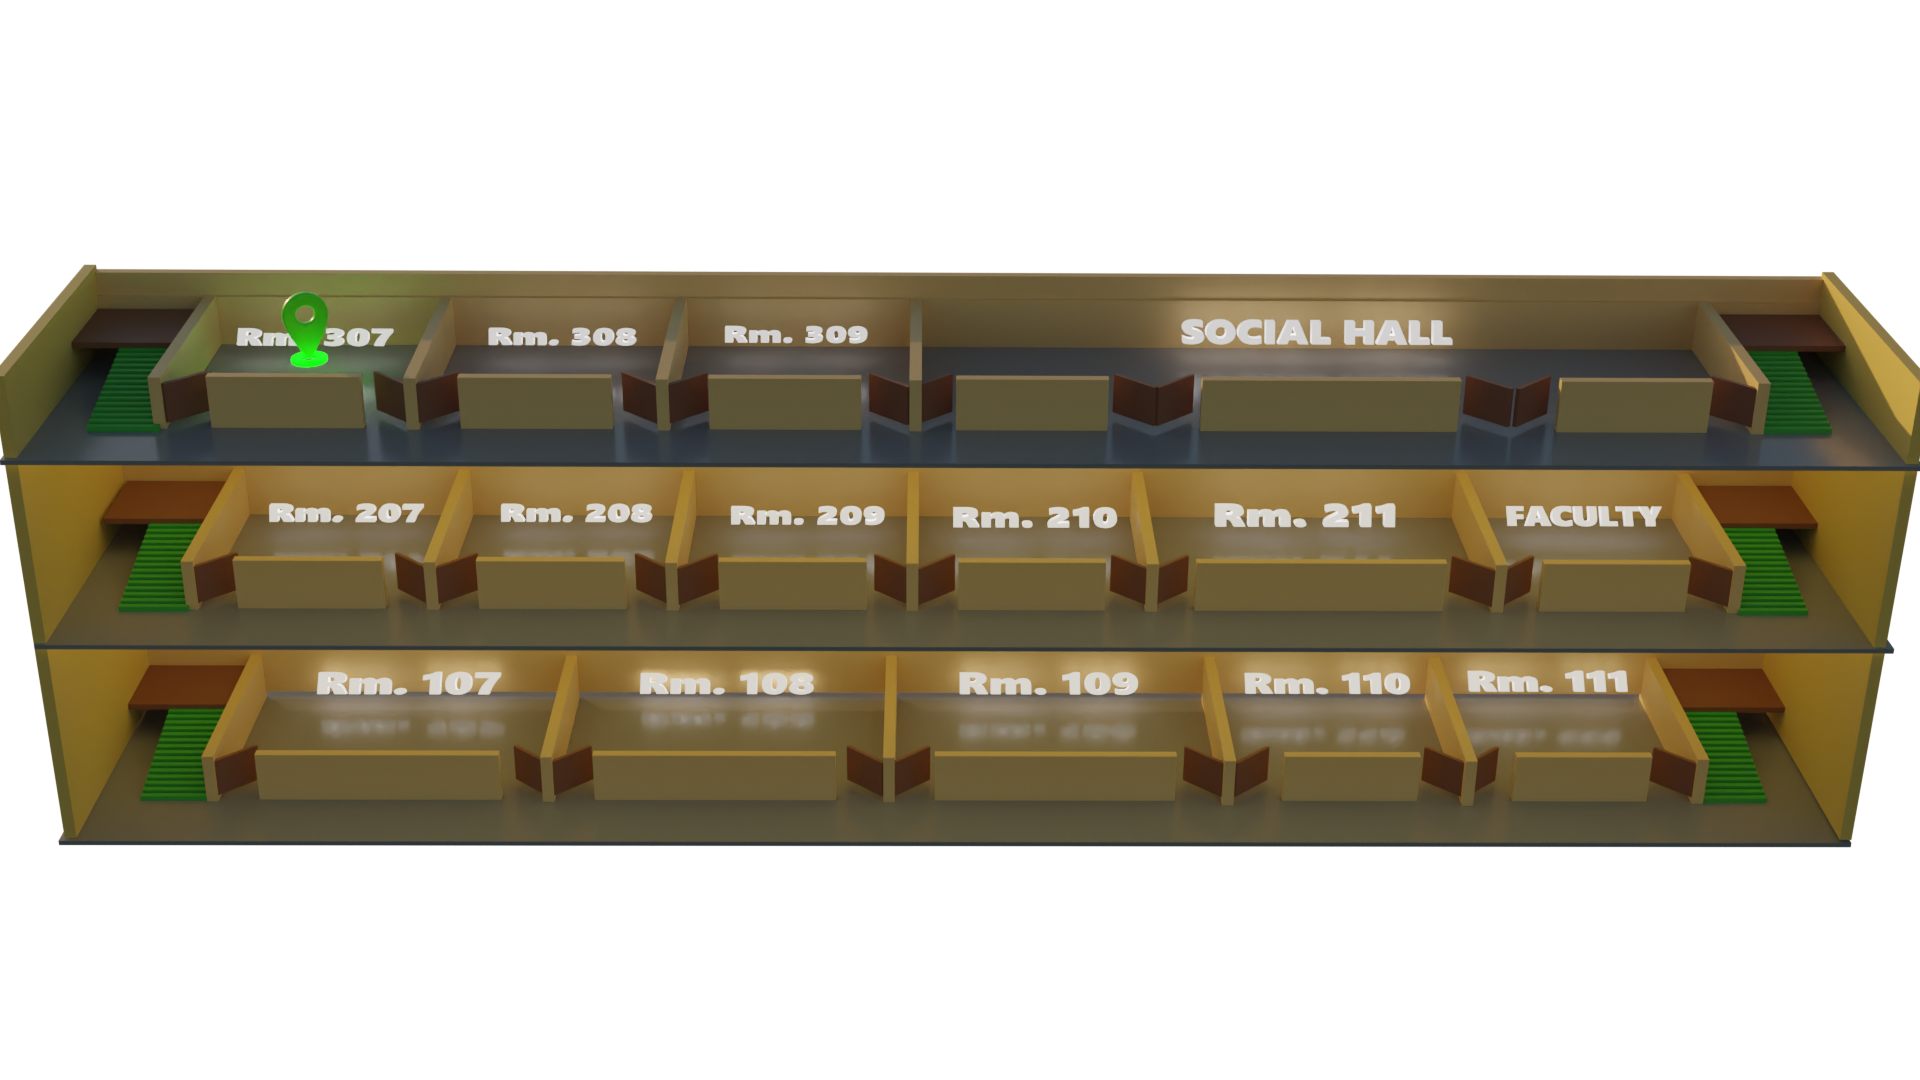 Rm. 307
Rm. 308
Rm. 309
SOCIAL HALL
Rm. 207
Rm. 208
Rm. 209
Rm. 210
Rm. 211
FACULTY
Rm. 107
Rm. 108
Rm. 109
Rm. 110
Rm. 111